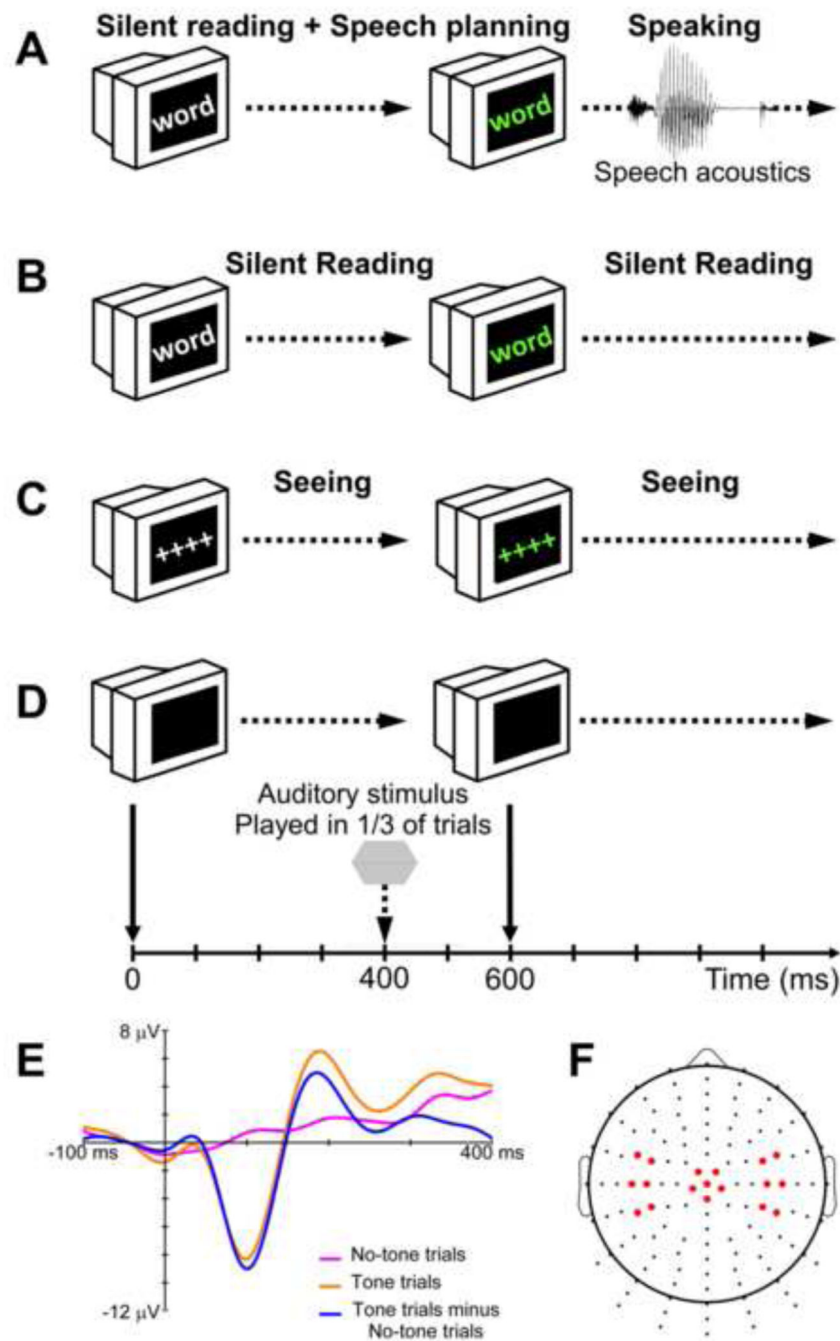 A
Silent reading + Speech planning
Speaking
word
word
Speech acoustics
B
Silent Reading
Silent Reading
word
word
C
Seeing
Seeing
++++
++++
D
Auditory stimulus
Played in 1/3 of trials
0
400
600
Time (ms)
E
8 µV
-100 ms
400 ms
No-tone trials
Tone trials
Tone trials minus
No-tone trials
-12 µV
F